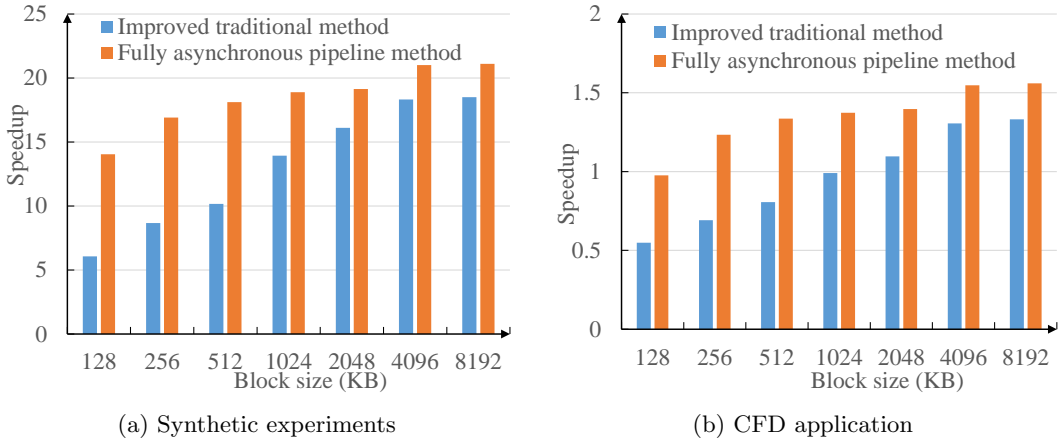 25
20
15
10
5
0
Speedup
Improved traditional method
Fully asynchronous pipeline method
128 256 512 1024 2048 4096 8192
Block size (KB)
(a) Synthetic experiments
2
1.5
1
0.5
0
Speedup
Improved traditional method
Fully asynchronous pipeline method
128 256 512 1024 2048 4096 8192
Block size (KB)
(b) CFD application